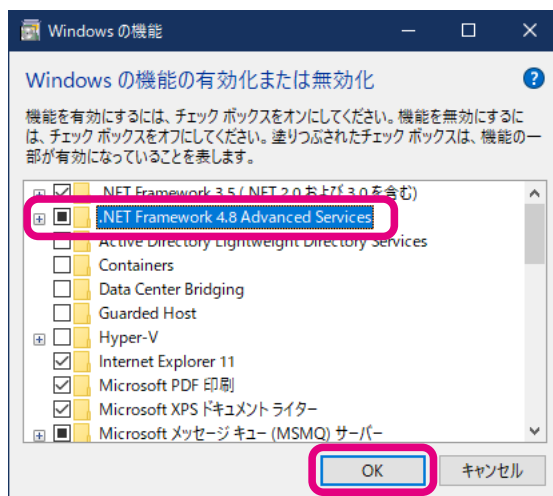 Windows の機能
Windows の機能の有効化または無効化
機能を有効にするには、チェック ボックスをオンにしてください。機能を無効にするに
は、チェック ボックスをオフにしてください。塗りつぶされたチェック ボックスは、機能の一
部が有効になっていることを表します。
.NET Framework 3.5 (.NET 2.0 および 3.0 を含む)
.NET Framework 4.8 Advanced Services
Active Directory Lightweight Directory Services
Containers
Data Center Bridging
Guarded Host
Hyper-V
Internet Explorer 11
Microsoft PDF 印刷
Microsoft XPS ドキュメント ライター
Microsoft メッセージ キュー (MSMQ) サーバー
OK キャンセル